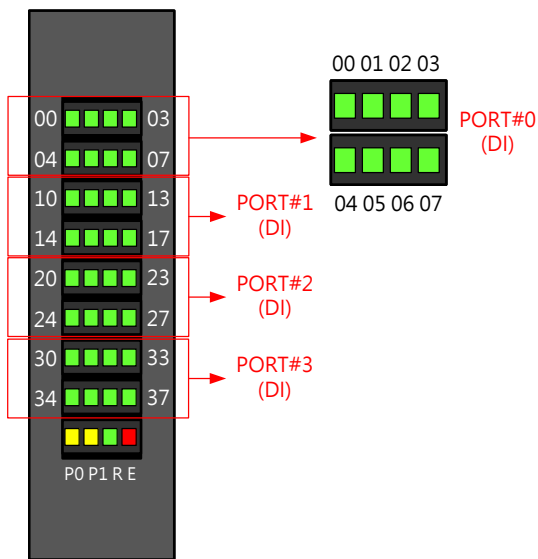 00 01 02 03
PORT#0
(DI)
04 05 06 07
00 03
04 07
10 13
14 17
PORT#1
(DI)
20 23
24 27
PORT#2
(DI)
30 33
34 37
PORT#3
(DI)
P0 P1 R E